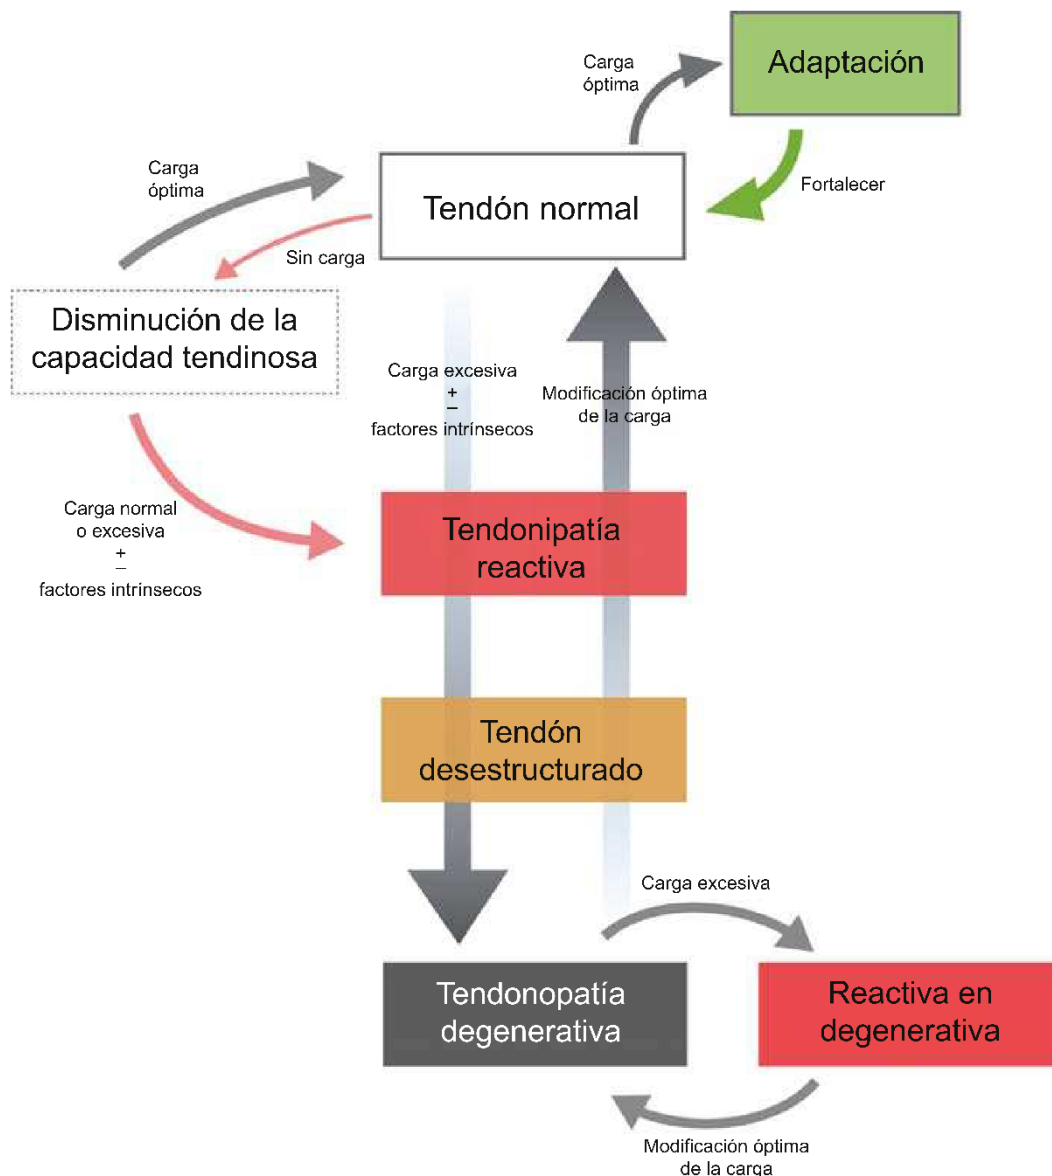 Carga
óptima
Adaptación
Fortalecer
Carga
óptima
Tendón normal
Sin carga
Disminución de la
capacidad tendinosa
Carga excesiva
+
−
factores intrínsecos
Modificación óptima
de la carga
Carga normal
o excesiva
+
−
factores intrínsecos
Tendonipatía
reactiva
Tendón
desestructurado
Carga excesiva
Tendonopatía
degenerativa
Reactiva en
degenerativa
Modificación óptima
de la carga